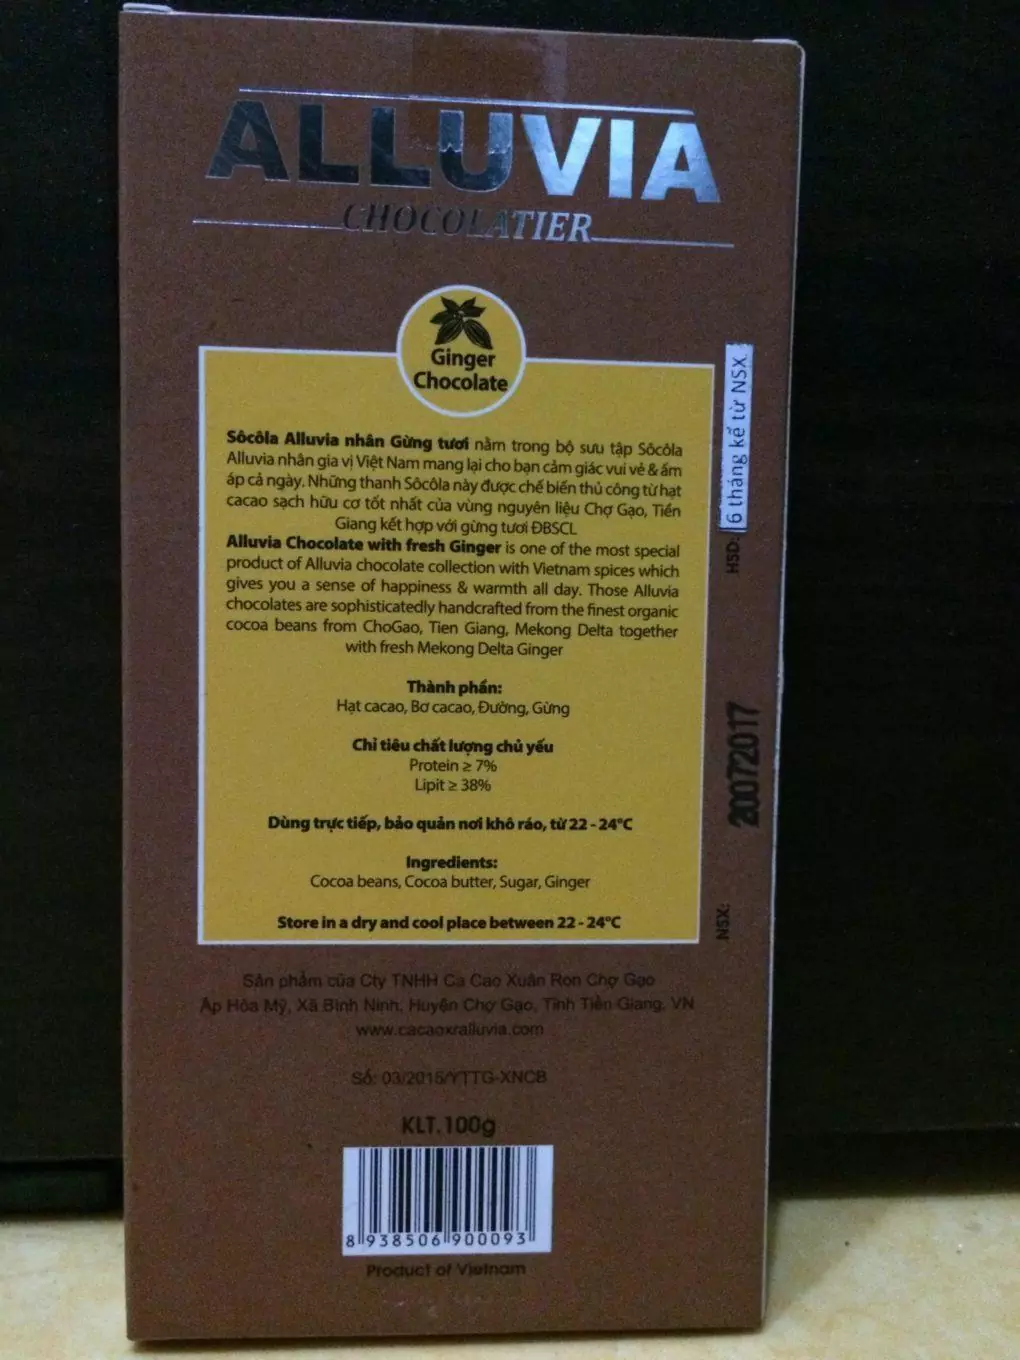 ALLUVIA
CHOCOLATIER
Ginger
Chocolate
Sôcôla Alluvia nhân Gừng tươi nằm trong bộ sưu tập Sôcôla
Alluvia nhân gia vị Việt Nam mang lại cho bạn cảm giác vui vẻ & ấm
áp cả ngày. Những thanh Sôcôla này được chế biến thủ công từ hạt
cacao sạch hữu cơ tốt nhất của vùng nguyên liệu Chợ Gạo, Tiền
Giang kết hợp với gừng tươi ĐBSCL
Alluvia Chocolate with fresh Ginger is one of the most special
product of Alluvia chocolate collection with Vietnam spices which
gives you a sense of happiness & warmth all day. Those Alluvia
chocolates are sophisticatedly handcrafted from the finest organic
cocoa beans from ChoGao, Tien Giang, Mekong Delta together
with fresh Mekong Delta Ginger
Thành phần:
Hạt cacao, Bơ cacao, Đường, Gừng
Chỉ tiêu chất lượng chủ yếu
Protein ≥ 7%
Lipit ≥ 38%
Dùng trực tiếp, bảo quản nơi khô ráo, từ 22 - 24°C
Ingredients:
Cocoa beans, Cocoa butter, Sugar, Ginger
Store in a dry and cool place between 22 - 24°C
Sản phẩm của Cty TNHH Ca Cao Xuân Ron Chợ Gạo
Ấp Hòa Mỹ, Xã Bình Ninh, Huyện Chợ Gạo, Tỉnh Tiền Giang, VN
www.cacaoxralluvia.com
Số: 03/2015/YTTG-XNCB
KLT.100g
8 938506 900093
Product of Vietnam
NSX: 20072017
HSD: 6 tháng kể từ NSX